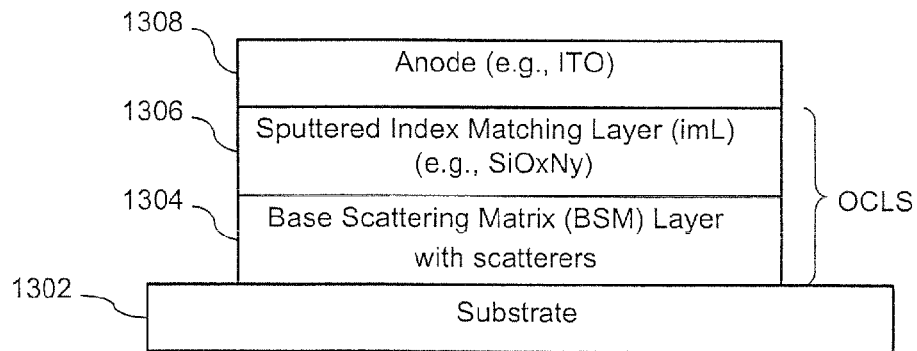 1308
Anode (e.g., ITO)
1306
Sputtered Index Matching Layer (imL)
(e.g., SiOxNy)
1304
Base Scattering Matrix (BSM) Layer
with scatterers
OCLS
1302
Substrate